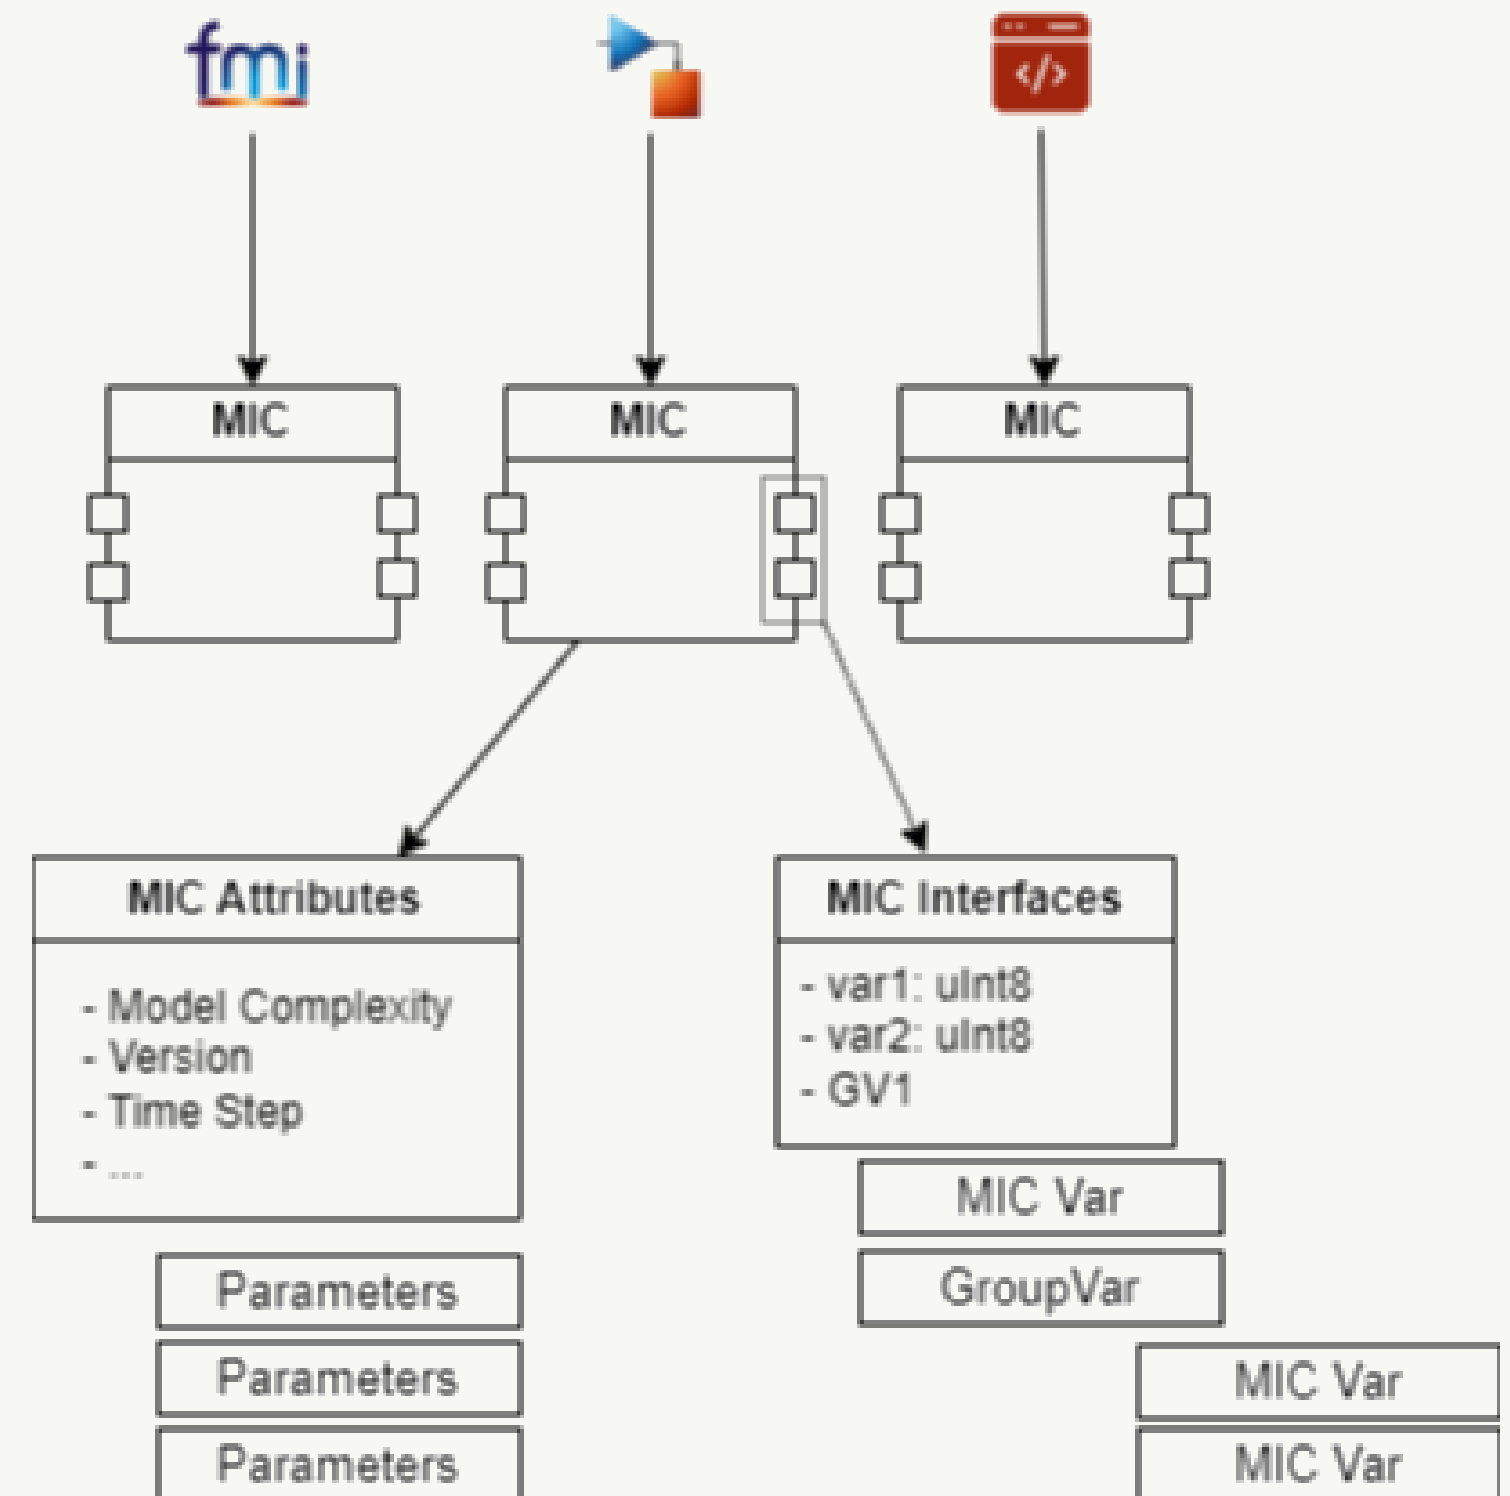 fmi
</>
MIC
MIC
MIC
MIC Attributes
- Model Complexity
- Version
- Time Step
- ...
Parameters
Parameters
Parameters
MIC Interfaces
- var1: uInt8
- var2: uInt8
- GV1
MIC Var
GroupVar
MIC Var
MIC Var